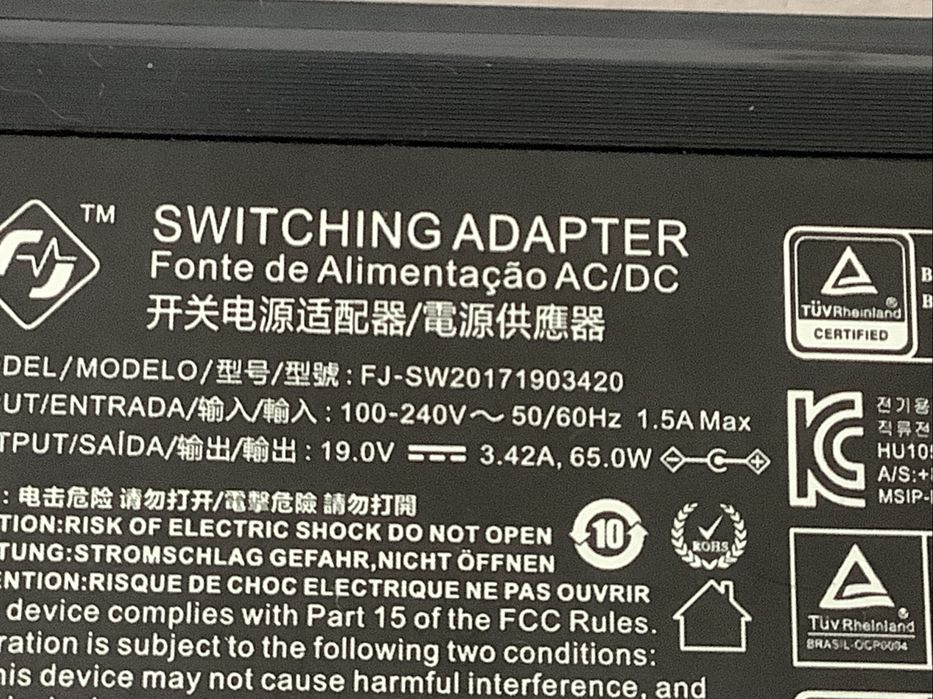 FJ
TM
SWITCHING ADAPTER
Fonte de Alimentação AC/DC
开关电源适配器/電源供應器
DEL/MODELO/型号/型號 : FJ-SW20171903420
UT/ENTRADA/输入/輸入 : 100-240V～ 50/60Hz 1.5A Max
TPUT/SAÍDA/输出/輸出 : 19.0V ⎓ 3.42A, 65.0W
: 电击危险 请勿打开/電擊危險 請勿打開
TION:RISK OF ELECTRIC SHOCK DO NOT OPEN
TUNG:STROMSCHLAG GEFAHR,NICHT ÖFFNEN
ENTION:RISQUE DE CHOC ELECTRIQUE NE PAS OUVRIR
device complies with Part 15 of the FCC Rules.
ration is subject to the following two conditions:
his device may not cause harmful interference, and
10
ROHS
TÜVRheinland®
CERTIFIED
B
B
전기용
직류전
HU105
A/S:+
MSIP-
TÜVRheinland®
BRASIL-OCP0004